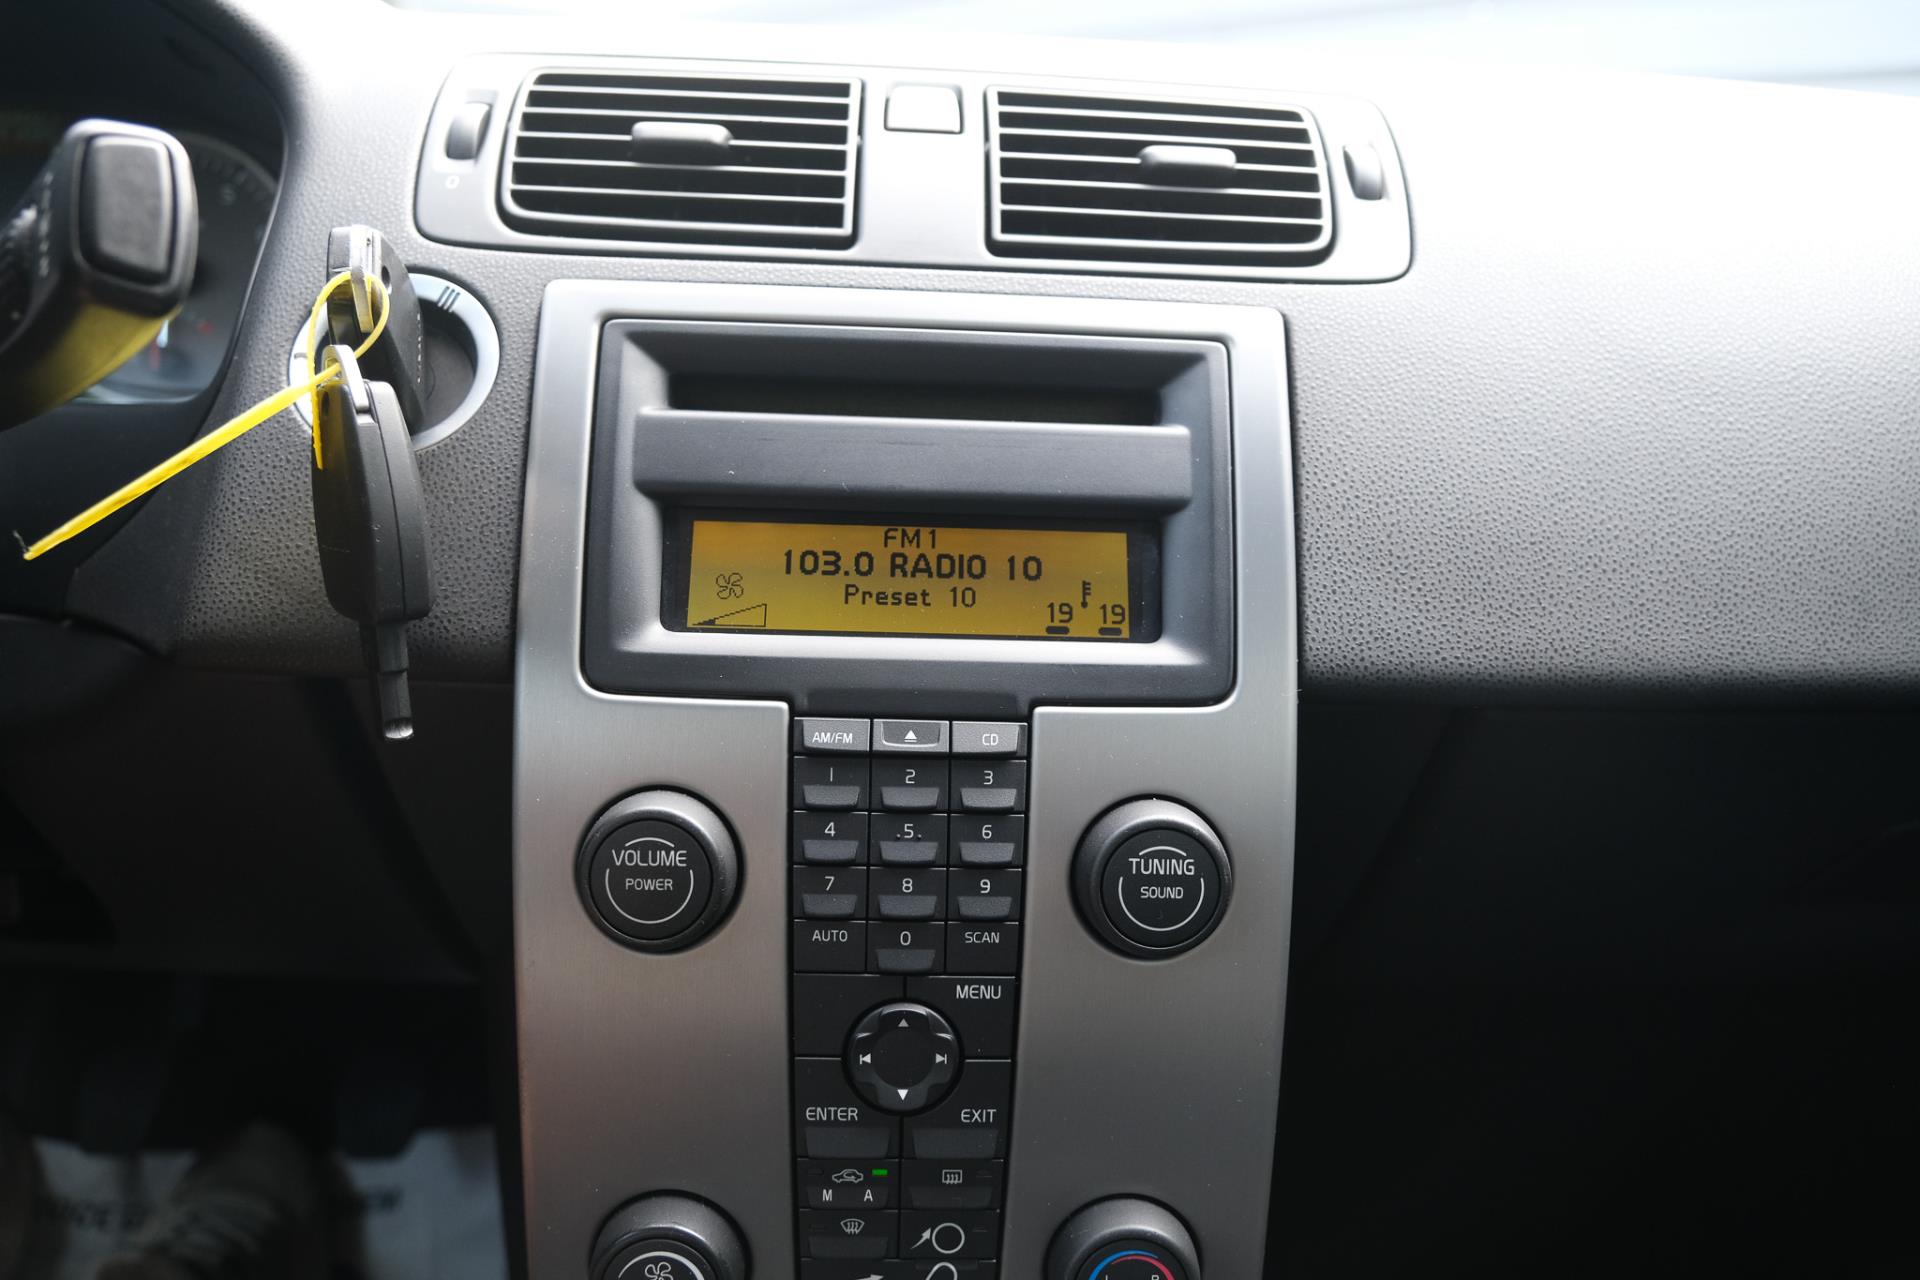 FM1
103.0 RADIO 10
Preset 10
19 19
AM/FM CD
1 2 3
4 5 6
7 8 9
AUTO 0 SCAN
VOLUME
POWER
TUNING
SOUND
MENU
ENTER EXIT
M A
0